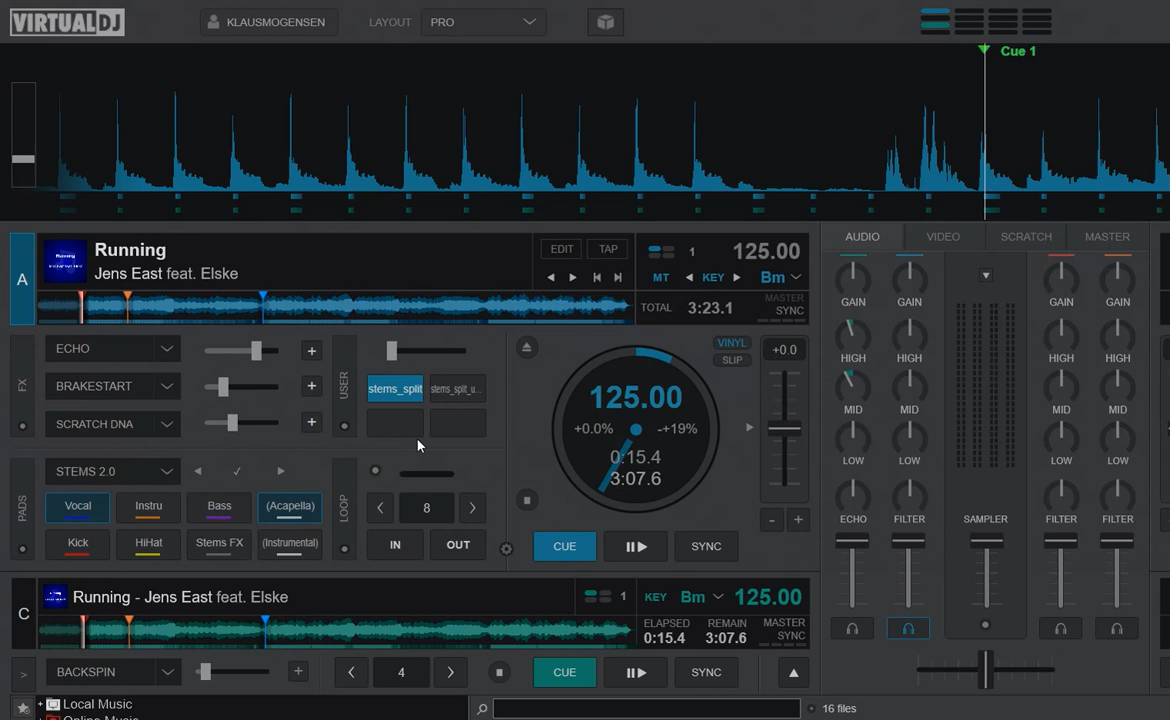 VIRTUALDJ
KLAUSMOGENSEN
LAYOUT
PRO
Cue 1
A
Running
Jens East feat. Elske
EDIT
TAP
1
125.00
MT
KEY
Bm
TOTAL
3:23.1
MASTER
SYNC
AUDIO
VIDEO
SCRATCH
MASTER
FX
ECHO
BRAKESTART
SCRATCH DNA
USER
stems_split
stems_split_u...
VINYL
SLIP
+0.0
125.00
+0.0%
-+19%
0:15.4
3:07.6
GAIN
GAIN
GAIN
GAIN
HIGH
HIGH
HIGH
HIGH
MID
MID
MID
MID
LOW
LOW
LOW
LOW
ECHO
FILTER
SAMPLER
FILTER
FILTER
PADS
STEMS 2.0
Vocal
Instru
Bass
(Acapella)
Kick
HiHat
Stems FX
(Instrumental)
LOOP
8
IN
OUT
CUE
SYNC
C
Running - Jens East feat. Elske
1
KEY
Bm
125.00
ELAPSED
0:15.4
REMAIN
3:07.6
MASTER
SYNC
BACKSPIN
4
CUE
SYNC
Local Music
Online Music
16 files